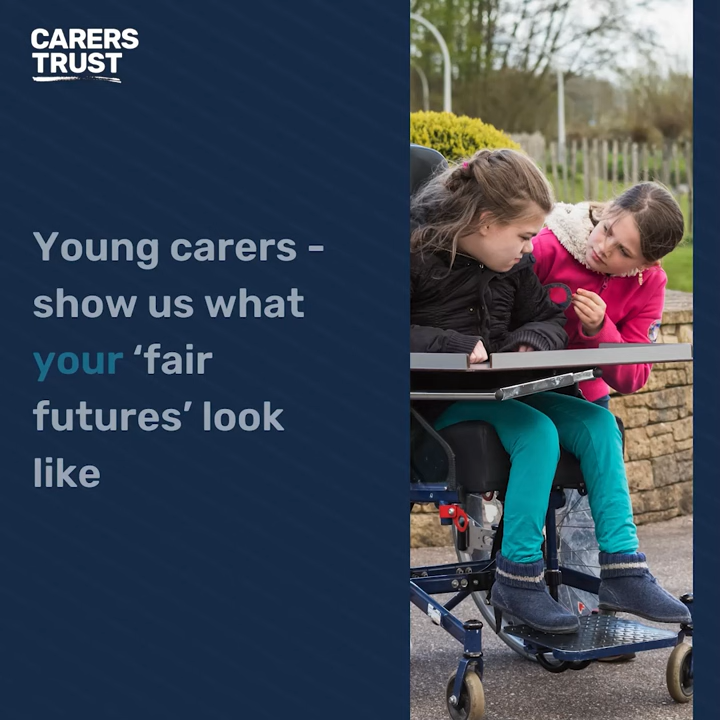 CARERS
TRUST
Young carers -
show us what
your ‘fair
futures’ look
like